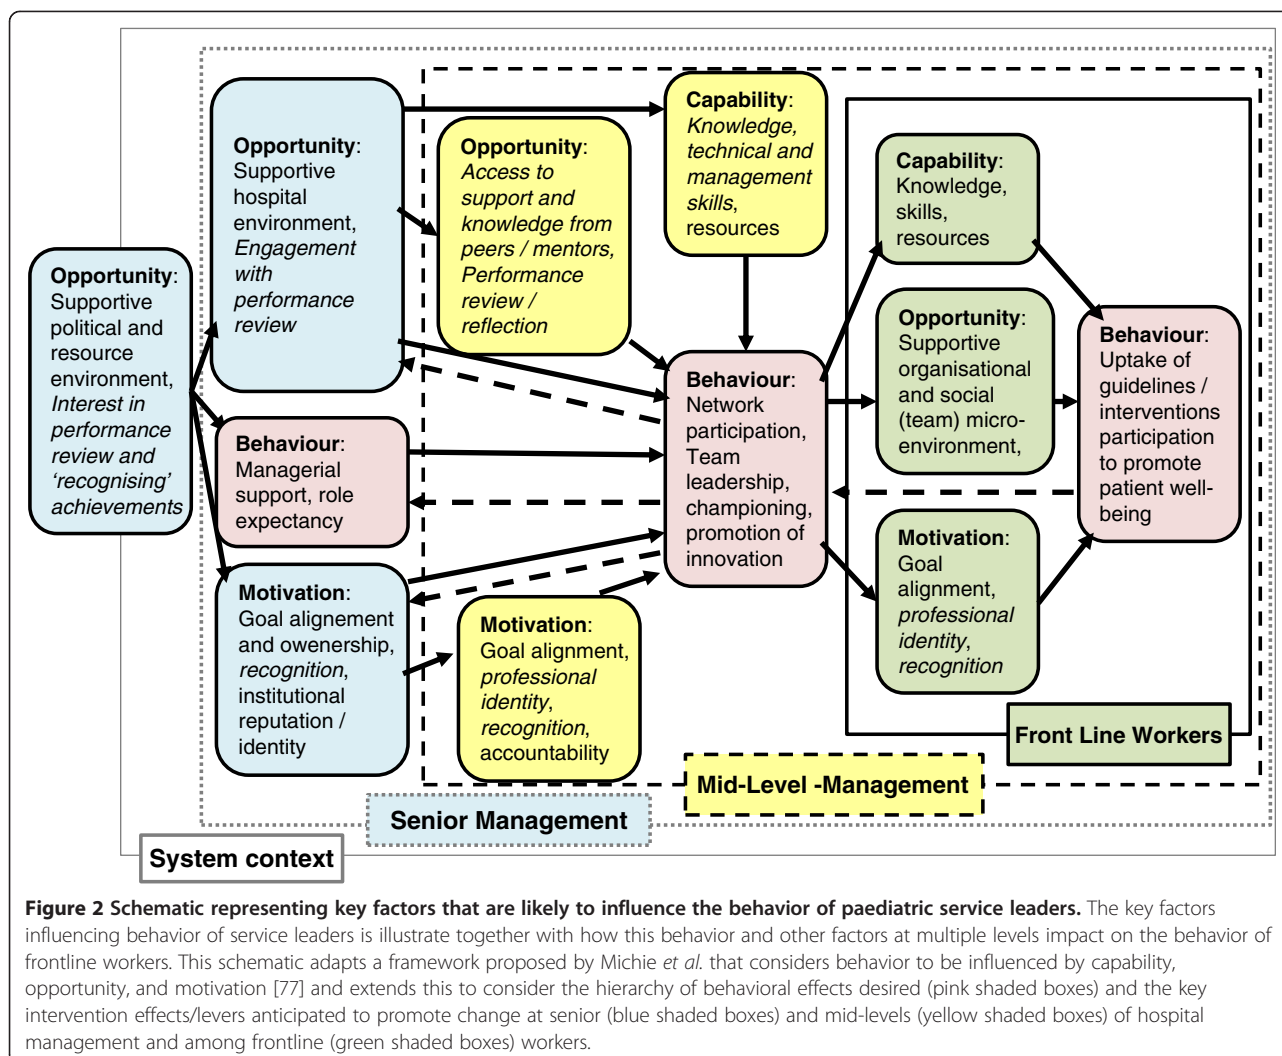 Opportunity:
Supportive
political and
resource
environment,
Interest in
performance
review and
‘recognising’
achievements
Opportunity:
Supportive
hospital
environment,
Engagement
with
performance
review
Behaviour:
Managerial
support, role
expectancy
Motivation:
Goal alignement
and owenership,
recognition,
institutional
reputation /
identity
Opportunity:
Access to
support and
knowledge from
peers / mentors,
Performance
review /
reflection
Motivation:
Goal alignment,
professional
identity,
recognition,
accountability
Capability:
Knowledge,
technical and
management
skills,
resources
Behaviour:
Network
participation,
Team
leadership,
championing,
promotion of
innovation
Capability:
Knowledge,
skills,
resources
Opportunity:
Supportive
organisational
and social
(team) micro-
environment,
Motivation:
Goal
alignment,
professional
identity,
recognition
Behaviour:
Uptake of
guidelines /
interventions
participation
to promote
patient well-
being
Front Line Workers
Mid-Level -Management
Senior Management
System context
Figure 2 Schematic representing key factors that are likely to influence the behavior of paediatric service leaders. The key factors
influencing behavior of service leaders is illustrate together with how this behavior and other factors at multiple levels impact on the behavior of
frontline workers. This schematic adapts a framework proposed by Michie et al. that considers behavior to be influenced by capability,
opportunity, and motivation [77] and extends this to consider the hierarchy of behavioral effects desired (pink shaded boxes) and the key
intervention effects/levers anticipated to promote change at senior (blue shaded boxes) and mid-levels (yellow shaded boxes) of hospital
management and among frontline (green shaded boxes) workers.